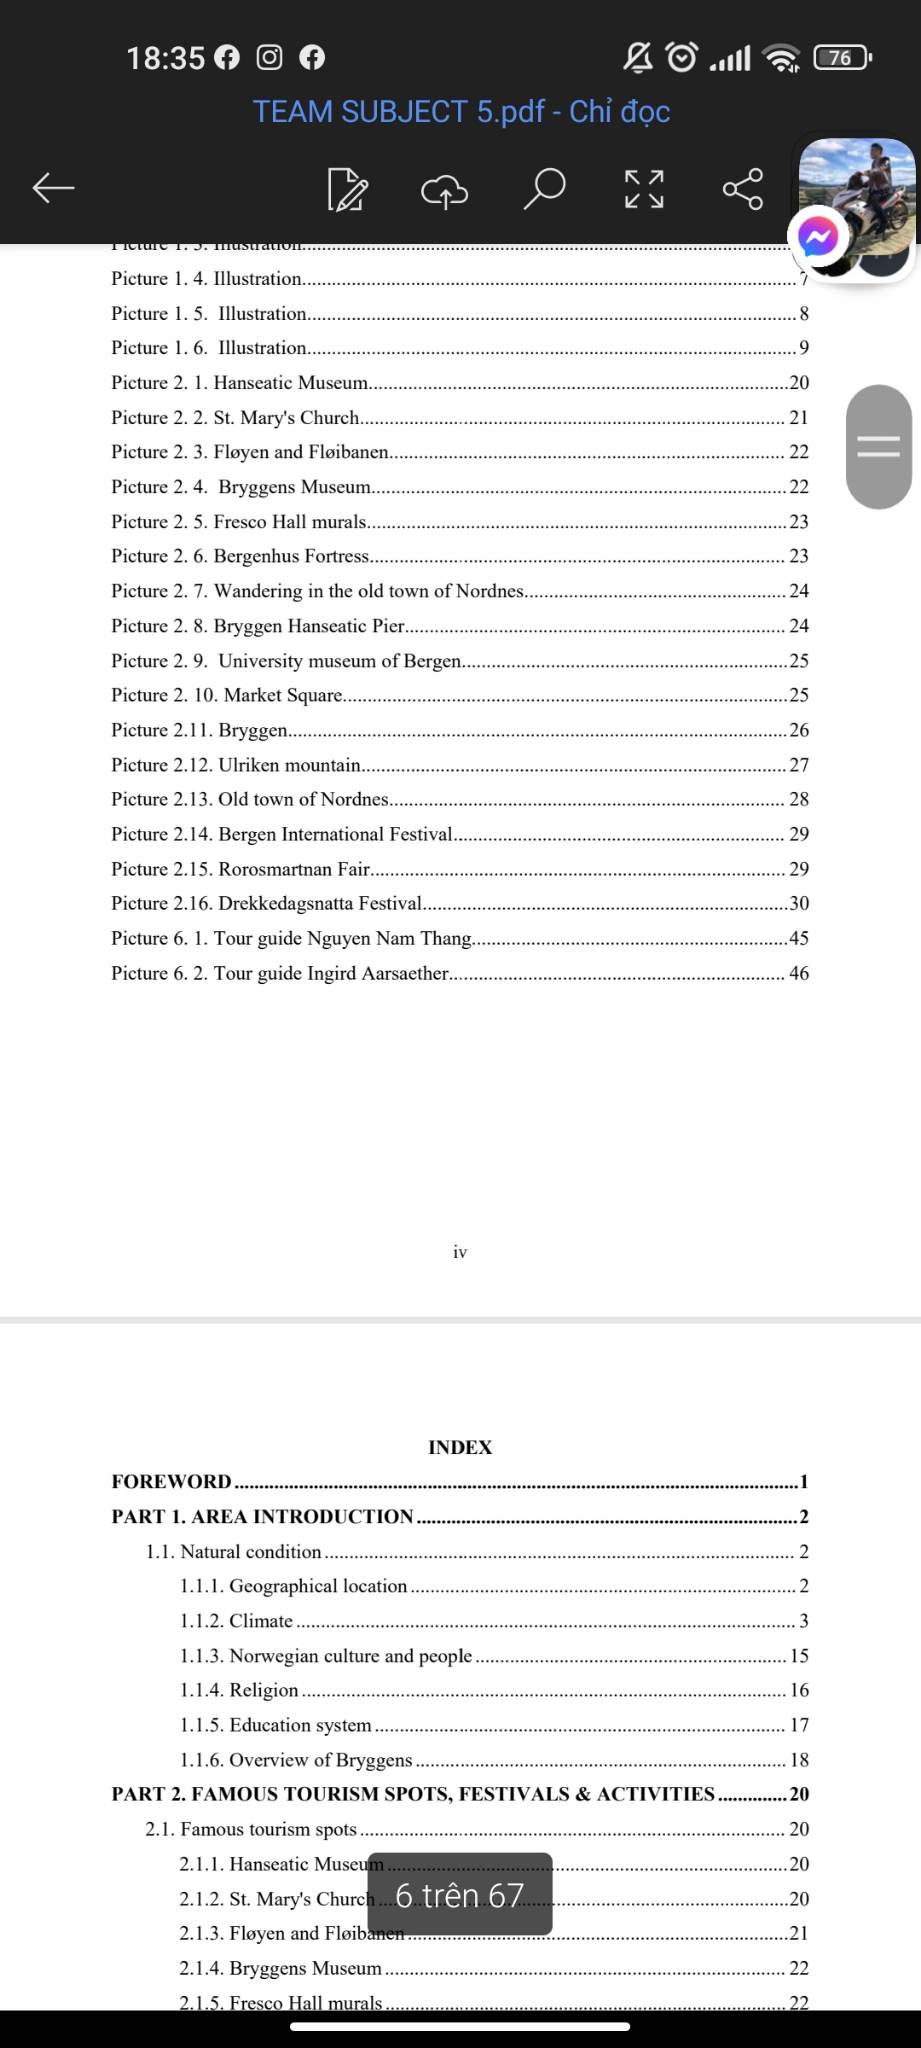 18:35 76
TEAM SUBJECT 5.pdf - Chỉ đọc
Picture 1. 3. Illustration
Picture 1. 4. Illustration 7
Picture 1. 5. Illustration 8
Picture 1. 6. Illustration 9
Picture 2. 1. Hanseatic Museum 20
Picture 2. 2. St. Mary's Church 21
Picture 2. 3. Fløyen and Fløibanen 22
Picture 2. 4. Bryggens Museum 22
Picture 2. 5. Fresco Hall murals 23
Picture 2. 6. Bergenhus Fortress 23
Picture 2. 7. Wandering in the old town of Nordnes 24
Picture 2. 8. Bryggen Hanseatic Pier 24
Picture 2. 9. University museum of Bergen 25
Picture 2. 10. Market Square 25
Picture 2.11. Bryggen 26
Picture 2.12. Ulriken mountain 27
Picture 2.13. Old town of Nordnes 28
Picture 2.14. Bergen International Festival 29
Picture 2.15. Rorosmartnan Fair 29
Picture 2.16. Drekkedagsnatta Festival 30
Picture 6. 1. Tour guide Nguyen Nam Thang 45
Picture 6. 2. Tour guide Ingird Aarsaether 46
iv
INDEX
FOREWORD 1
PART 1. AREA INTRODUCTION 2
1.1. Natural condition 2
1.1.1. Geographical location 2
1.1.2. Climate 3
1.1.3. Norwegian culture and people 15
1.1.4. Religion 16
1.1.5. Education system 17
1.1.6. Overview of Bryggens 18
PART 2. FAMOUS TOURISM SPOTS, FESTIVALS & ACTIVITIES 20
2.1. Famous tourism spots 20
2.1.1. Hanseatic Museum 20
2.1.2. St. Mary's Church 20
6 trên 67
2.1.3. Fløyen and Fløibanen 21
2.1.4. Bryggens Museum 22
2.1.5. Fresco Hall murals 22